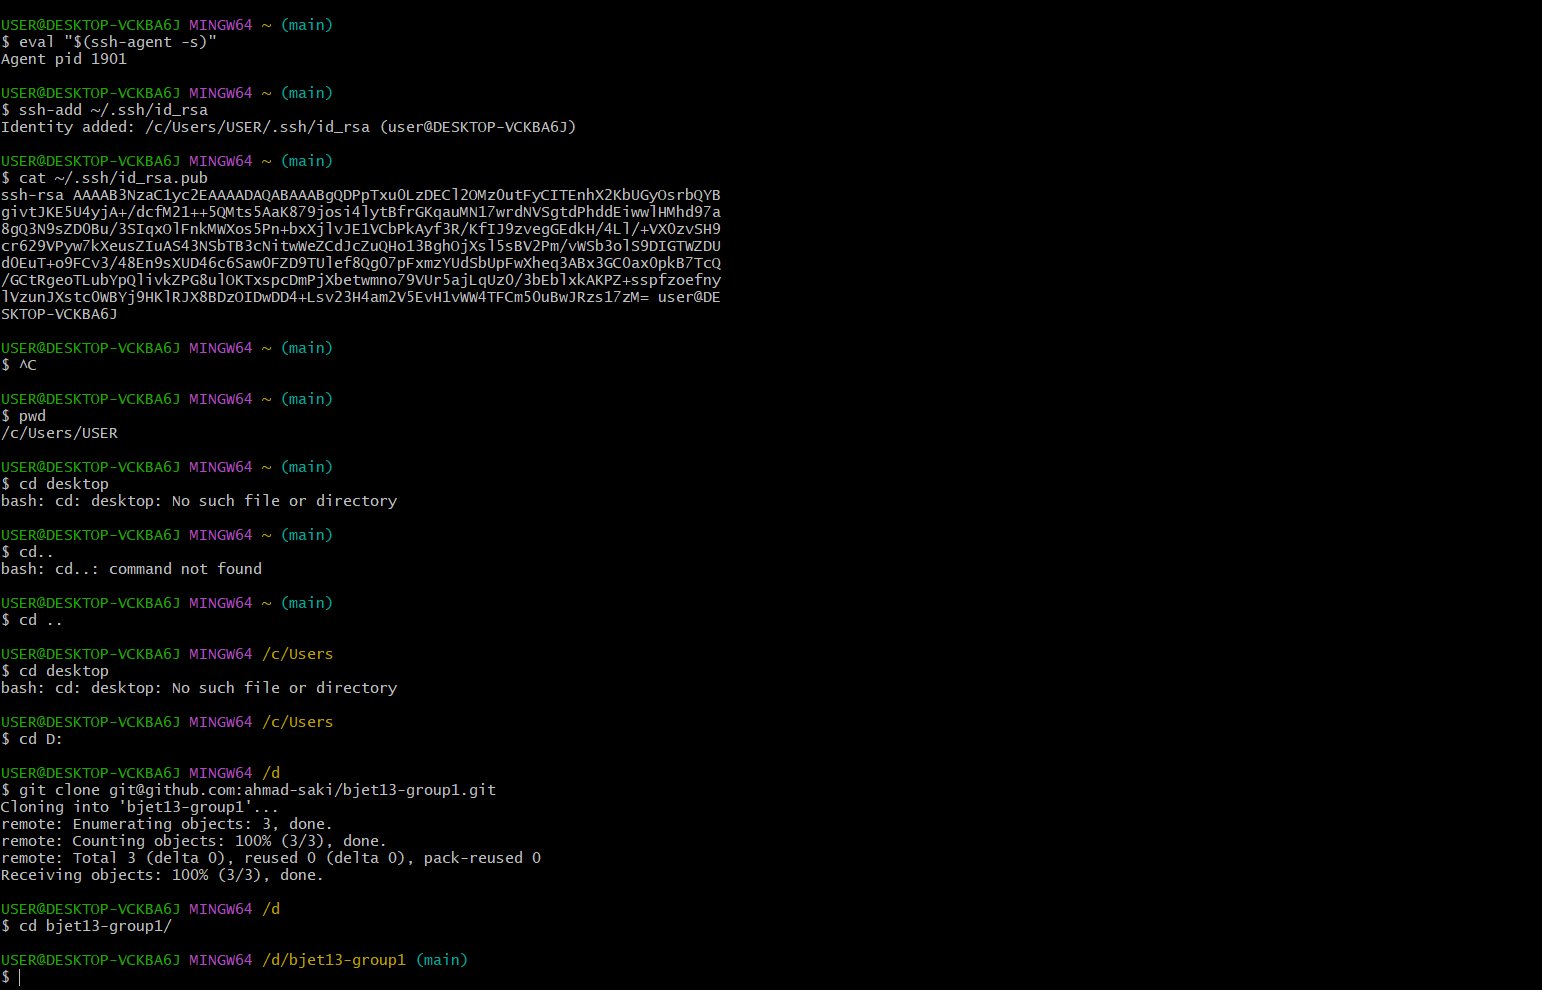 USER@DESKTOP-VCKBA6J MINGW64 ~ (main)
$ eval "$(ssh-agent -s)"
Agent pid 1901
USER@DESKTOP-VCKBA6J MINGW64 ~ (main)
$ ssh-add ~/.ssh/id_rsa
Identity added: /c/Users/USER/.ssh/id_rsa (user@DESKTOP-VCKBA6J)
USER@DESKTOP-VCKBA6J MINGW64 ~ (main)
$ cat ~/.ssh/id_rsa.pub
ssh-rsa AAAAB3NzaC1yc2EAAAADAQABAAABgQDPpTxu0LzDECl2OMz0utFyCITEnhX2KbUGyOsrbQYB
givtJKE5U4yjA+/dcfM21++5QMts5AaK879josi4lytBfrGKqauMN17wrdNVSgtdPhddEiwwlHMhd97a
8gQ3N9sZD0Bu/3SIqxOlFnkMWXos5Pn+bxXjlvJE1VCbPkAyf3R/KfIJ9zvegGEdkH/4Ll/+VX0zvSH9
cr629VPyw7kXeusZIuAS43NSbTB3cNitwWeZCdJcZuQHo13BghOjXsl5sBV2Pm/vWSb3olS9DIGTWZDU
d0EuT+o9FCv3/48En9sXUD46c6Saw0FZD9TUlef8Qg07pFxmzYUdSbUpFwXheq3ABx3GC0ax0pkB7TcQ
/GCtRgeoTLubYpQlivkZPG8ulOKTxspcDmPjXbetwmno79VUr5ajLqUz0/3bEblxkAKPZ+sspfzoefny
lVzunJXstc0WBYj9HKlRJX8BDzOIDwDD4+Lsv23H4am2V5EvH1vWW4TFCm50uBwJRzs17zM= user@DE
SKTOP-VCKBA6J
USER@DESKTOP-VCKBA6J MINGW64 ~ (main)
$ ^C
USER@DESKTOP-VCKBA6J MINGW64 ~ (main)
$ pwd
/c/Users/USER
USER@DESKTOP-VCKBA6J MINGW64 ~ (main)
$ cd desktop
bash: cd: desktop: No such file or directory
USER@DESKTOP-VCKBA6J MINGW64 ~ (main)
$ cd..
bash: cd..: command not found
USER@DESKTOP-VCKBA6J MINGW64 ~ (main)
$ cd ..
USER@DESKTOP-VCKBA6J MINGW64 /c/Users
$ cd desktop
bash: cd: desktop: No such file or directory
USER@DESKTOP-VCKBA6J MINGW64 /c/Users
$ cd D:
USER@DESKTOP-VCKBA6J MINGW64 /d
$ git clone git@github.com:ahmad-saki/bjet13-group1.git
Cloning into 'bjet13-group1'...
remote: Enumerating objects: 3, done.
remote: Counting objects: 100% (3/3), done.
remote: Total 3 (delta 0), reused 0 (delta 0), pack-reused 0
Receiving objects: 100% (3/3), done.
USER@DESKTOP-VCKBA6J MINGW64 /d
$ cd bjet13-group1/
USER@DESKTOP-VCKBA6J MINGW64 /d/bjet13-group1 (main)
$